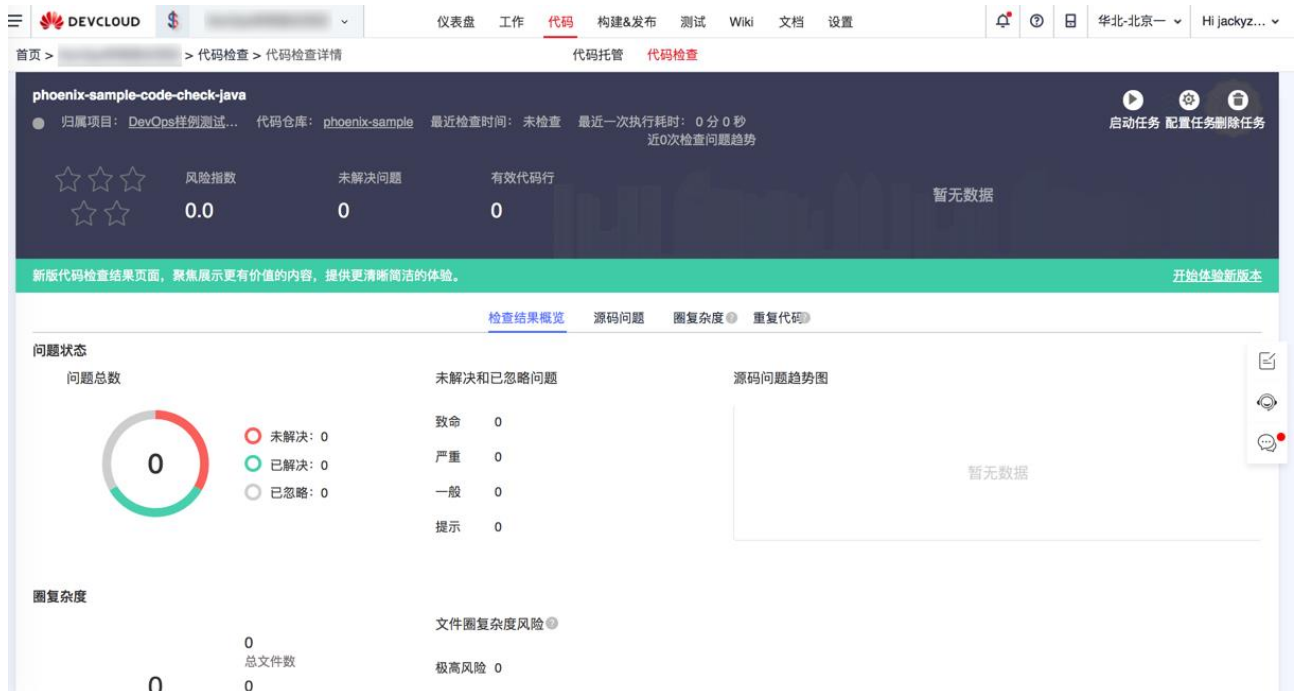 DEVCLOUD 仪表盘 工作 代码 构建&发布 测试 Wiki 文档 设置 华北-北京一 Hi jackyz...
首页 > > 代码检查 > 代码检查详情 代码托管 代码检查
phoenix-sample-code-check-java
归属项目: DevOps样例测试... 代码仓库: phoenix-sample 最近检查时间: 未检查 最近一次执行耗时: 0 分 0 秒
启动任务 配置任务 删除任务
近0次检查问题趋势
风险指数 未解决问题 有效代码行
0.0 0 0
暂无数据
新版代码检查结果页面，聚焦展示更有价值的内容，提供更清晰简洁的体验。 开始体验新版本
检查结果概览 源码问题 圈复杂度 重复代码
问题状态
问题总数 未解决和已忽略问题 源码问题趋势图
0
未解决: 0
已解决: 0
已忽略: 0
致命 0
严重 0
一般 0
提示 0
暂无数据
圈复杂度
文件圈复杂度风险
0
总文件数
极高风险 0
0
0